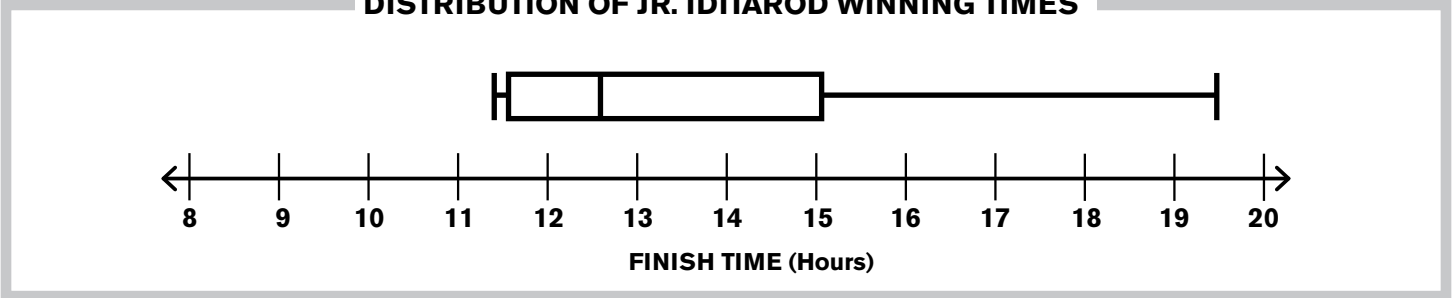 DISTRIBUTION OF JR. IDITAROD WINNING TIMES
8 9 10 11 12 13 14 15 16 17 18 19 20
FINISH TIME (Hours)